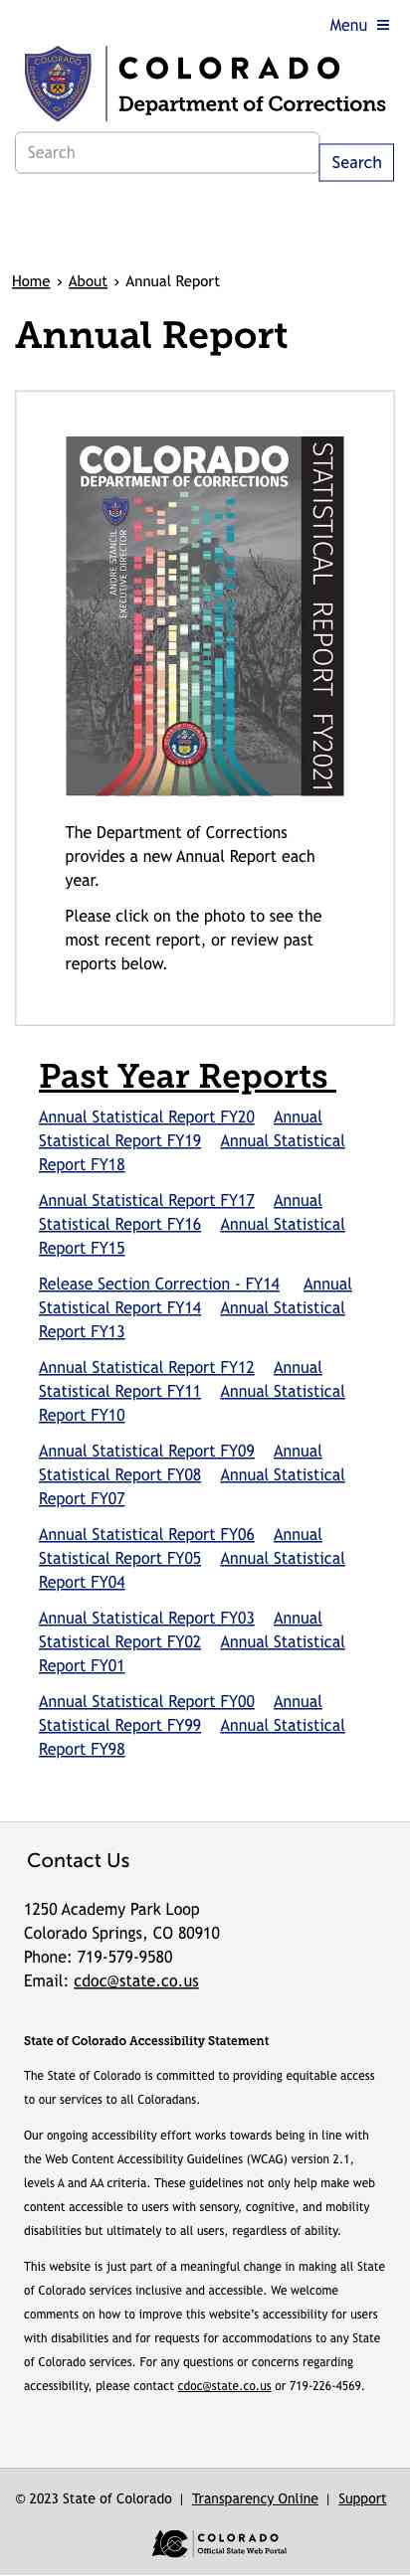 Menu ≡
COLORADO
Department of Corrections
Search
Search
Home › About › Annual Report
Annual Report
COLORADO
DEPARTMENT OF CORRECTIONS
ANDRE STANCIL
EXECUTIVE DIRECTOR
STATISTICAL REPORT FY2021
The Department of Corrections
provides a new Annual Report each
year.
Please click on the photo to see the
most recent report, or review past
reports below.
Past Year Reports
Annual Statistical Report FY20 Annual
Statistical Report FY19 Annual Statistical
Report FY18
Annual Statistical Report FY17 Annual
Statistical Report FY16 Annual Statistical
Report FY15
Release Section Correction - FY14 Annual
Statistical Report FY14 Annual Statistical
Report FY13
Annual Statistical Report FY12 Annual
Statistical Report FY11 Annual Statistical
Report FY10
Annual Statistical Report FY09 Annual
Statistical Report FY08 Annual Statistical
Report FY07
Annual Statistical Report FY06 Annual
Statistical Report FY05 Annual Statistical
Report FY04
Annual Statistical Report FY03 Annual
Statistical Report FY02 Annual Statistical
Report FY01
Annual Statistical Report FY00 Annual
Statistical Report FY99 Annual Statistical
Report FY98
Contact Us
1250 Academy Park Loop
Colorado Springs, CO 80910
Phone: 719-579-9580
Email: cdoc@state.co.us
State of Colorado Accessibility Statement
The State of Colorado is committed to providing equitable access
to our services to all Coloradans.
Our ongoing accessibility effort works towards being in line with
the Web Content Accessibility Guidelines (WCAG) version 2.1,
levels A and AA criteria. These guidelines not only help make web
content accessible to users with sensory, cognitive, and mobility
disabilities but ultimately to all users, regardless of ability.
This website is just part of a meaningful change in making all State
of Colorado services inclusive and accessible. We welcome
comments on how to improve this website's accessibility for users
with disabilities and for requests for accommodations to any State
of Colorado services. For any questions or concerns regarding
accessibility, please contact cdoc@state.co.us or 719-226-4569.
© 2023 State of Colorado | Transparency Online | Support
COLORADO
Official State Web Portal